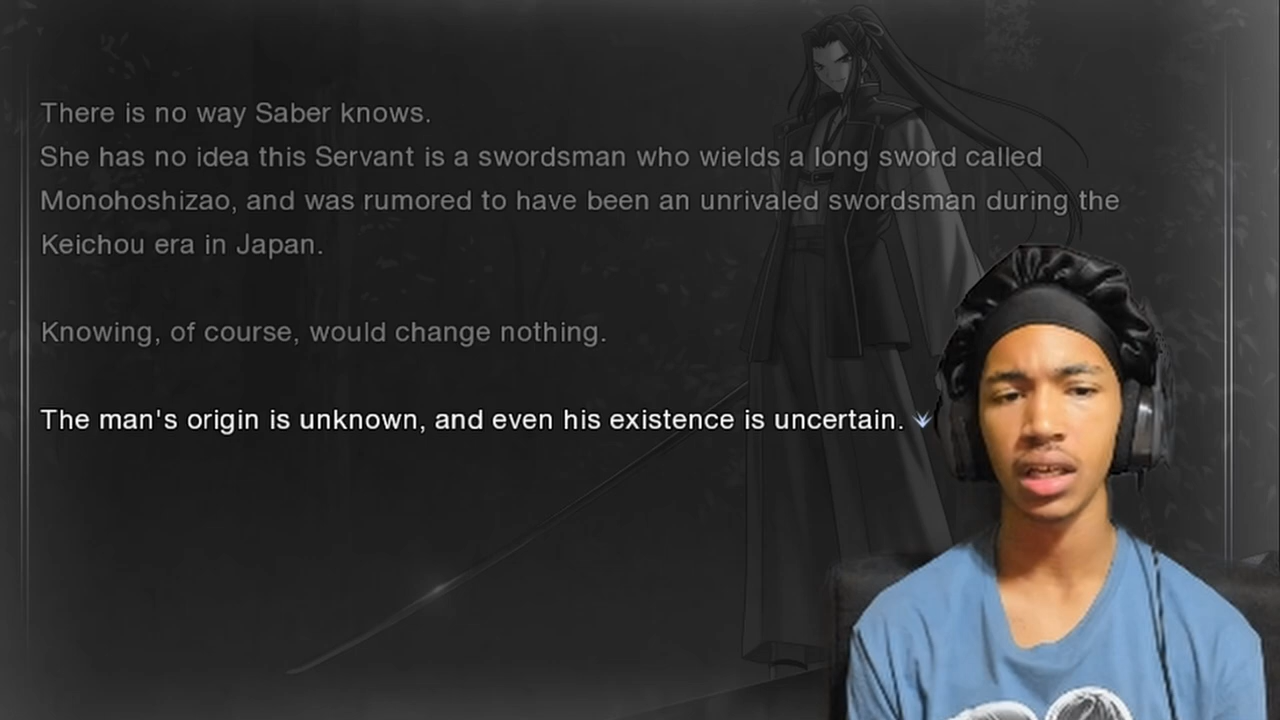 There is no way Saber knows.
She has no idea this Servant is a swordsman who wields a long sword called
Monohoshizao, and was rumored to have been an unrivaled swordsman during the
Keichou era in Japan.
Knowing, of course, would change nothing.
The man's origin is unknown, and even his existence is uncertain.